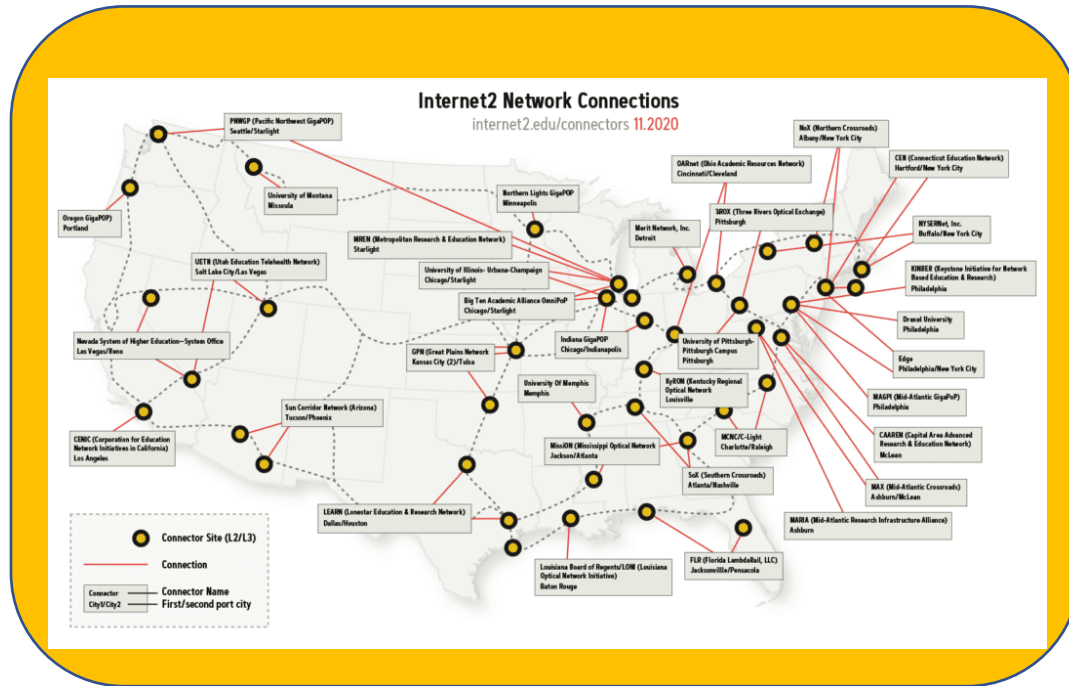 Internet2 Network Connections
internet2.edu/connectors 11.2020
PNWGP (Pacific Northwest GigaPOP)
Seattle/Starlight
NoX (Northern Crossroads)
Albany/New York City
CEN (Connecticut Education Network)
Hartford/New York City
OARnet (Ohio Academic Resources Network)
Cincinnati/Cleveland
University of Montana
Missoula
Northern Lights GigaPOP
Minneapolis
Oregon GigaPOP)
Portland
3ROX (Three Rivers Optical Exchange)
Pittsburgh
NYSERNet, Inc.
Buffalo/New York City
MREN (Metropolitan Research & Education Network)
Starlight
Merit Network, Inc.
Detroit
UETN (Utah Education Telehealth Network)
Salt Lake City/Las Vegas
University of Illinois- Urbana-Champaign
Chicago/Starlight
KINBER (Keystone Initiative for Network
Based Education & Research)
Philadelphia
Big Ten Academic Alliance OmniPoP
Chicago/Starlight
Drexel University
Philadelphia
Nevada System of Higher Education—System Office
Las Vegas/Reno
GPN (Great Plains Network
Kansas City (2)/Tulsa
Indiana GigaPOP
Chicago/Indianapolis
University of Pittsburgh-
Pittsburgh Campus
Pittsburgh
Edge
Philadelphia/New York City
University Of Memphis
Memphis
KyRON (Kentucky Regional
Optical Network
Louisville
MAGPI (Mid-Atlantic GigaPoP)
Philadelphia
Sun Corridor Network (Arizona)
Tucson/Phoenix
CENIC (Corporation for Education
Network Initiatives in California)
Los Angeles
MissiON (Mississippi Optical Network
Jackson/Atlanta
MCNC/C-Light
Charlotte/Raleigh
CAAREN (Capital Area Advanced
Research & Education Network)
McLean
SoX (Southern Crossroads)
Atlanta/Nashville
MAX (Mid-Atlantic Crossroads)
Ashburn/McLean
LEARN (Lonestar Education & Research Network)
Dallas/Houston
MARIA (Mid-Atlantic Research Infrastructure Alliance)
Ashburn
Louisiana Board of Regents/LONI (Louisiana
Optical Network Initiative)
Baton Rouge
FLR (Florida LambdaRail, LLC)
Jacksonvillle/Pensacola
Connector Site (L2/L3)
Connection
Connector
City1/City2
Connector Name
First/second port city